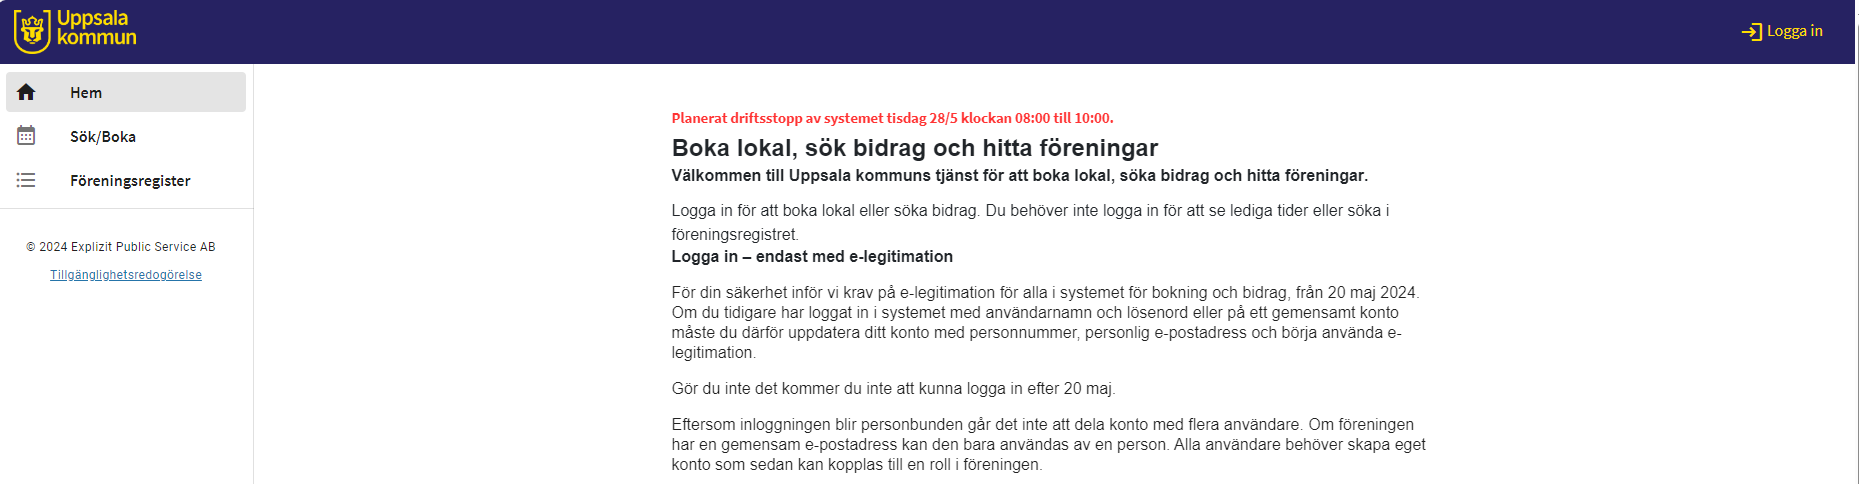 Uppsala
kommun
Logga in
Hem
Sök/Boka
Föreningsregister
© 2024 Explizit Public Service AB
Tillgänglighetsredogörelse
Planerat driftsstopp av systemet tisdag 28/5 klockan 08:00 till 10:00.
Boka lokal, sök bidrag och hitta föreningar
Välkommen till Uppsala kommuns tjänst för att boka lokal, söka bidrag och hitta föreningar.
Logga in för att boka lokal eller söka bidrag. Du behöver inte logga in för att se lediga tider eller söka i
föreningsregistret.
Logga in – endast med e-legitimation
För din säkerhet inför vi krav på e-legitimation för alla i systemet för bokning och bidrag, från 20 maj 2024.
Om du tidigare har loggat in i systemet med användarnamn och lösenord eller på ett gemensamt konto
måste du därför uppdatera ditt konto med personnummer, personlig e-postadress och börja använda e-
legitimation.
Gör du inte det kommer du inte att kunna logga in efter 20 maj.
Eftersom inloggningen blir personbunden går det inte att dela konto med flera användare. Om föreningen
har en gemensam e-postadress kan den bara användas av en person. Alla användare behöver skapa eget
konto som sedan kan kopplas till en roll i föreningen.